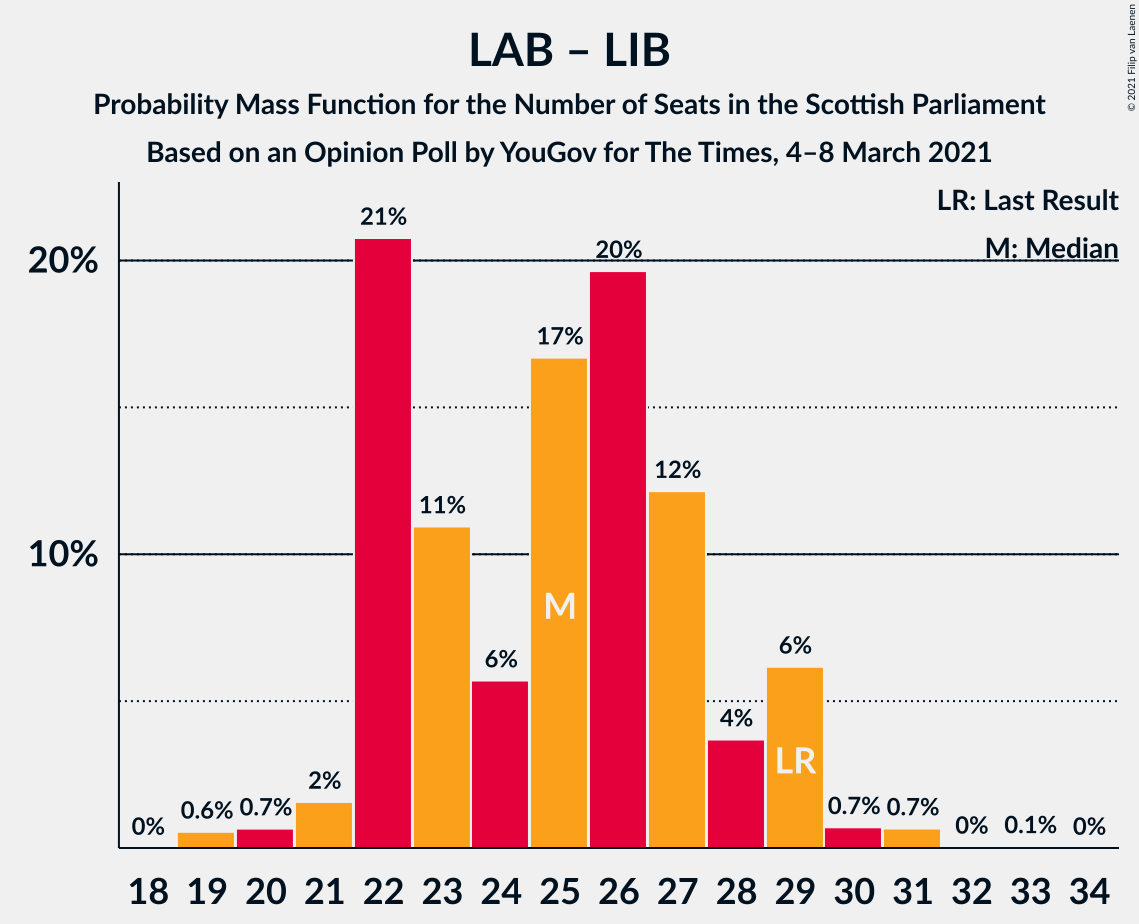 LAB – LIB
Probability Mass Function for the Number of Seats in the Scottish Parliament
Based on an Opinion Poll by YouGov for The Times, 4–8 March 2021
© 2021 Filip van Laenen
LR: Last Result
M: Median
20%
10%
0% 0.6% 0.7% 2% 21% 11% 6% 17% 20% 12% 4% 6% 0.7% 0.7% 0% 0.1% 0%
M
LR
18 19 20 21 22 23 24 25 26 27 28 29 30 31 32 33 34